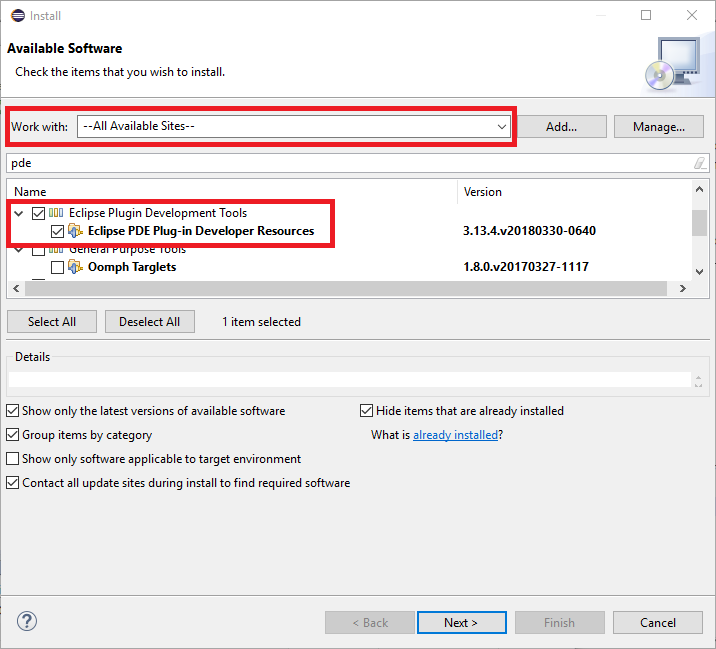 Install
Available Software
Check the items that you wish to install.
Work with: --All Available Sites-- Add... Manage...
pde
Name Version
Eclipse Plugin Development Tools
Eclipse PDE Plug-in Developer Resources 3.13.4.v20180330-0640
General Purpose Tools
Oomph Targlets 1.8.0.v20170327-1117
Select All Deselect All 1 item selected
Details
Show only the latest versions of available software Hide items that are already installed
Group items by category What is already installed?
Show only software applicable to target environment
Contact all update sites during install to find required software
? < Back Next > Finish Cancel